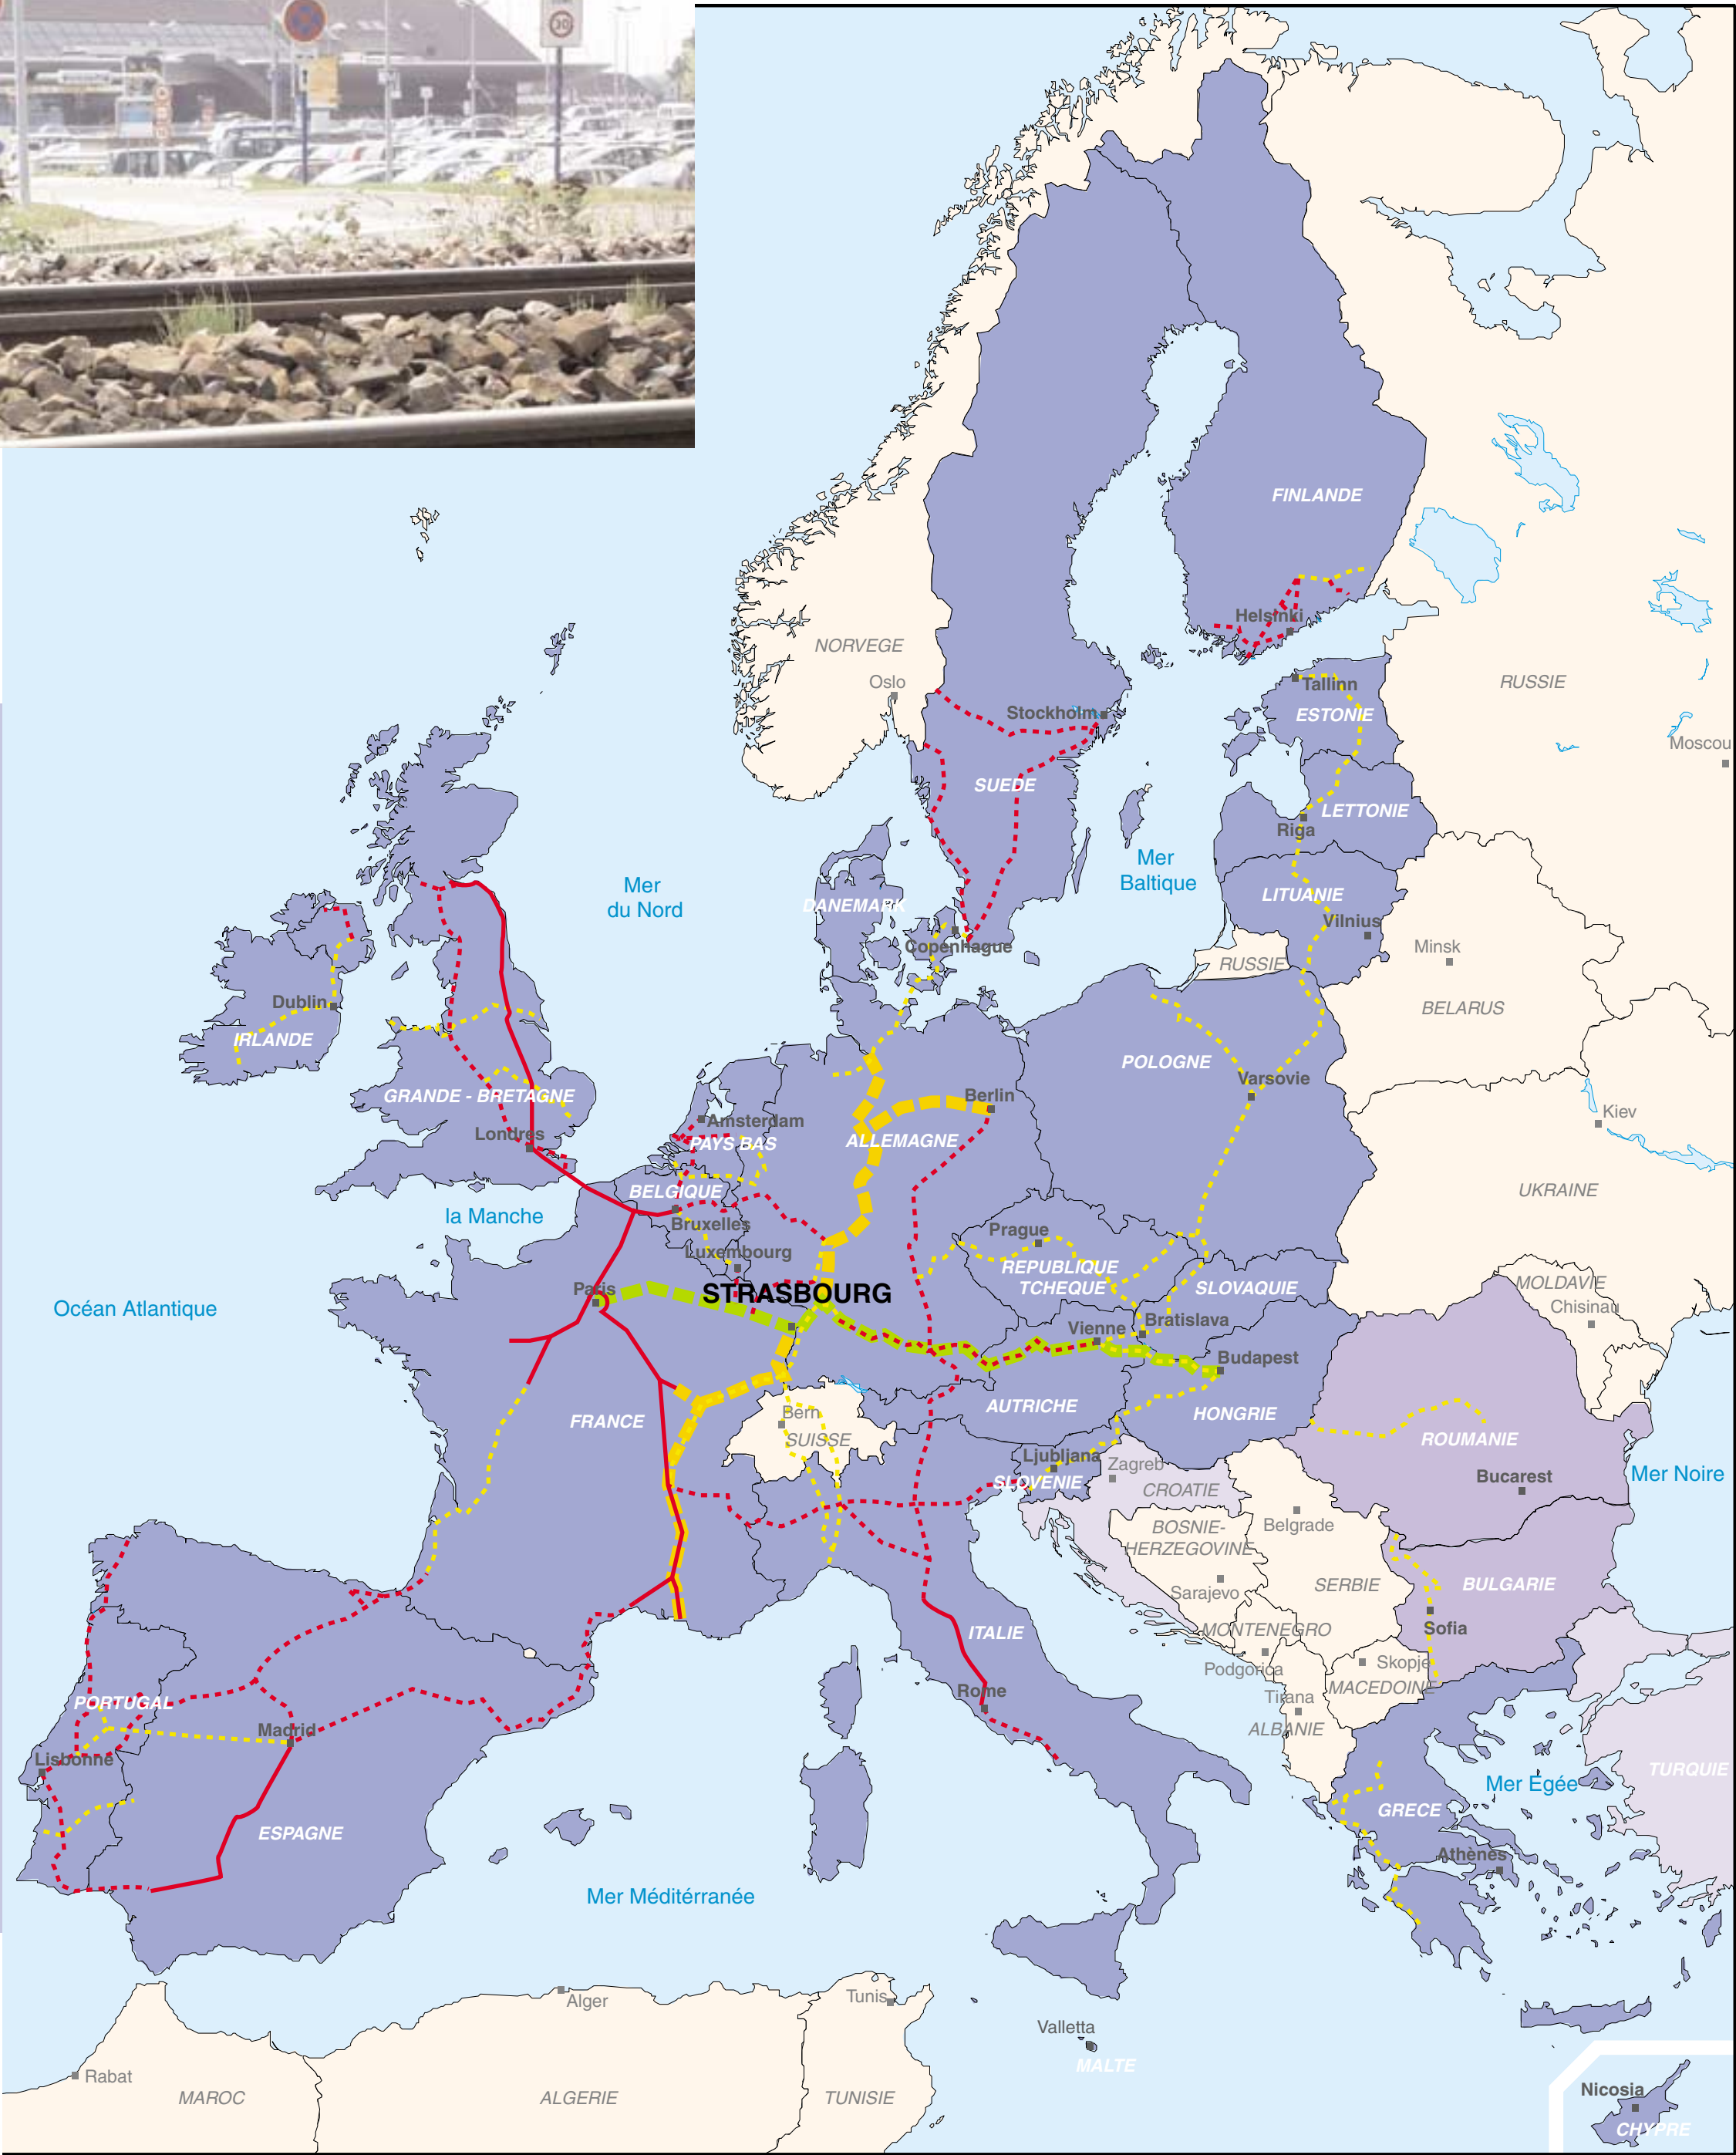 30
FINLANDE
Helsinki
NORVEGE
Oslo
RUSSIE
Tallinn
ESTONIE
Stockholm
Moscou
SUEDE
LETTONIE
Riga
Mer
Baltique
Mer
du Nord
DANEMARK
LITUANIE
Vilnius
Copenhague
Minsk
RUSSIE
Dublin
IRLANDE
BELARUS
POLOGNE
Varsovie
GRANDE - BRETAGNE
Berlin
Kiev
Amsterdam
Londres
PAYS BAS
ALLEMAGNE
BELGIQUE
UKRAINE
la Manche
Bruxelles
Prague
Luxembourg
REPUBLIQUE
TCHEQUE
SLOVAQUIE
MOLDAVIE
Chisinau
Paris
STRASBOURG
Océan Atlantique
Vienne
Bratislava
Budapest
AUTRICHE
HONGRIE
FRANCE
Bern
SUISSE
ROUMANIE
Ljubljana
Zagreb
SLOVENIE
CROATIE
Bucarest
Mer Noire
BOSNIE-
HERZEGOVINE
Belgrade
Sarajevo
SERBIE
BULGARIE
Sofia
ITALIE
MONTENEGRO
Podgorica
Skopje
MACEDOINE
Tirana
ALBANIE
Rome
PORTUGAL
Madrid
Lisbonne
TURQUIE
Mer Egée
GRECE
ESPAGNE
Athènes
Mer Méditérranée
Alger
Tunis
Valletta
MALTE
Rabat
MAROC
ALGERIE
TUNISIE
Nicosia
CHYPRE